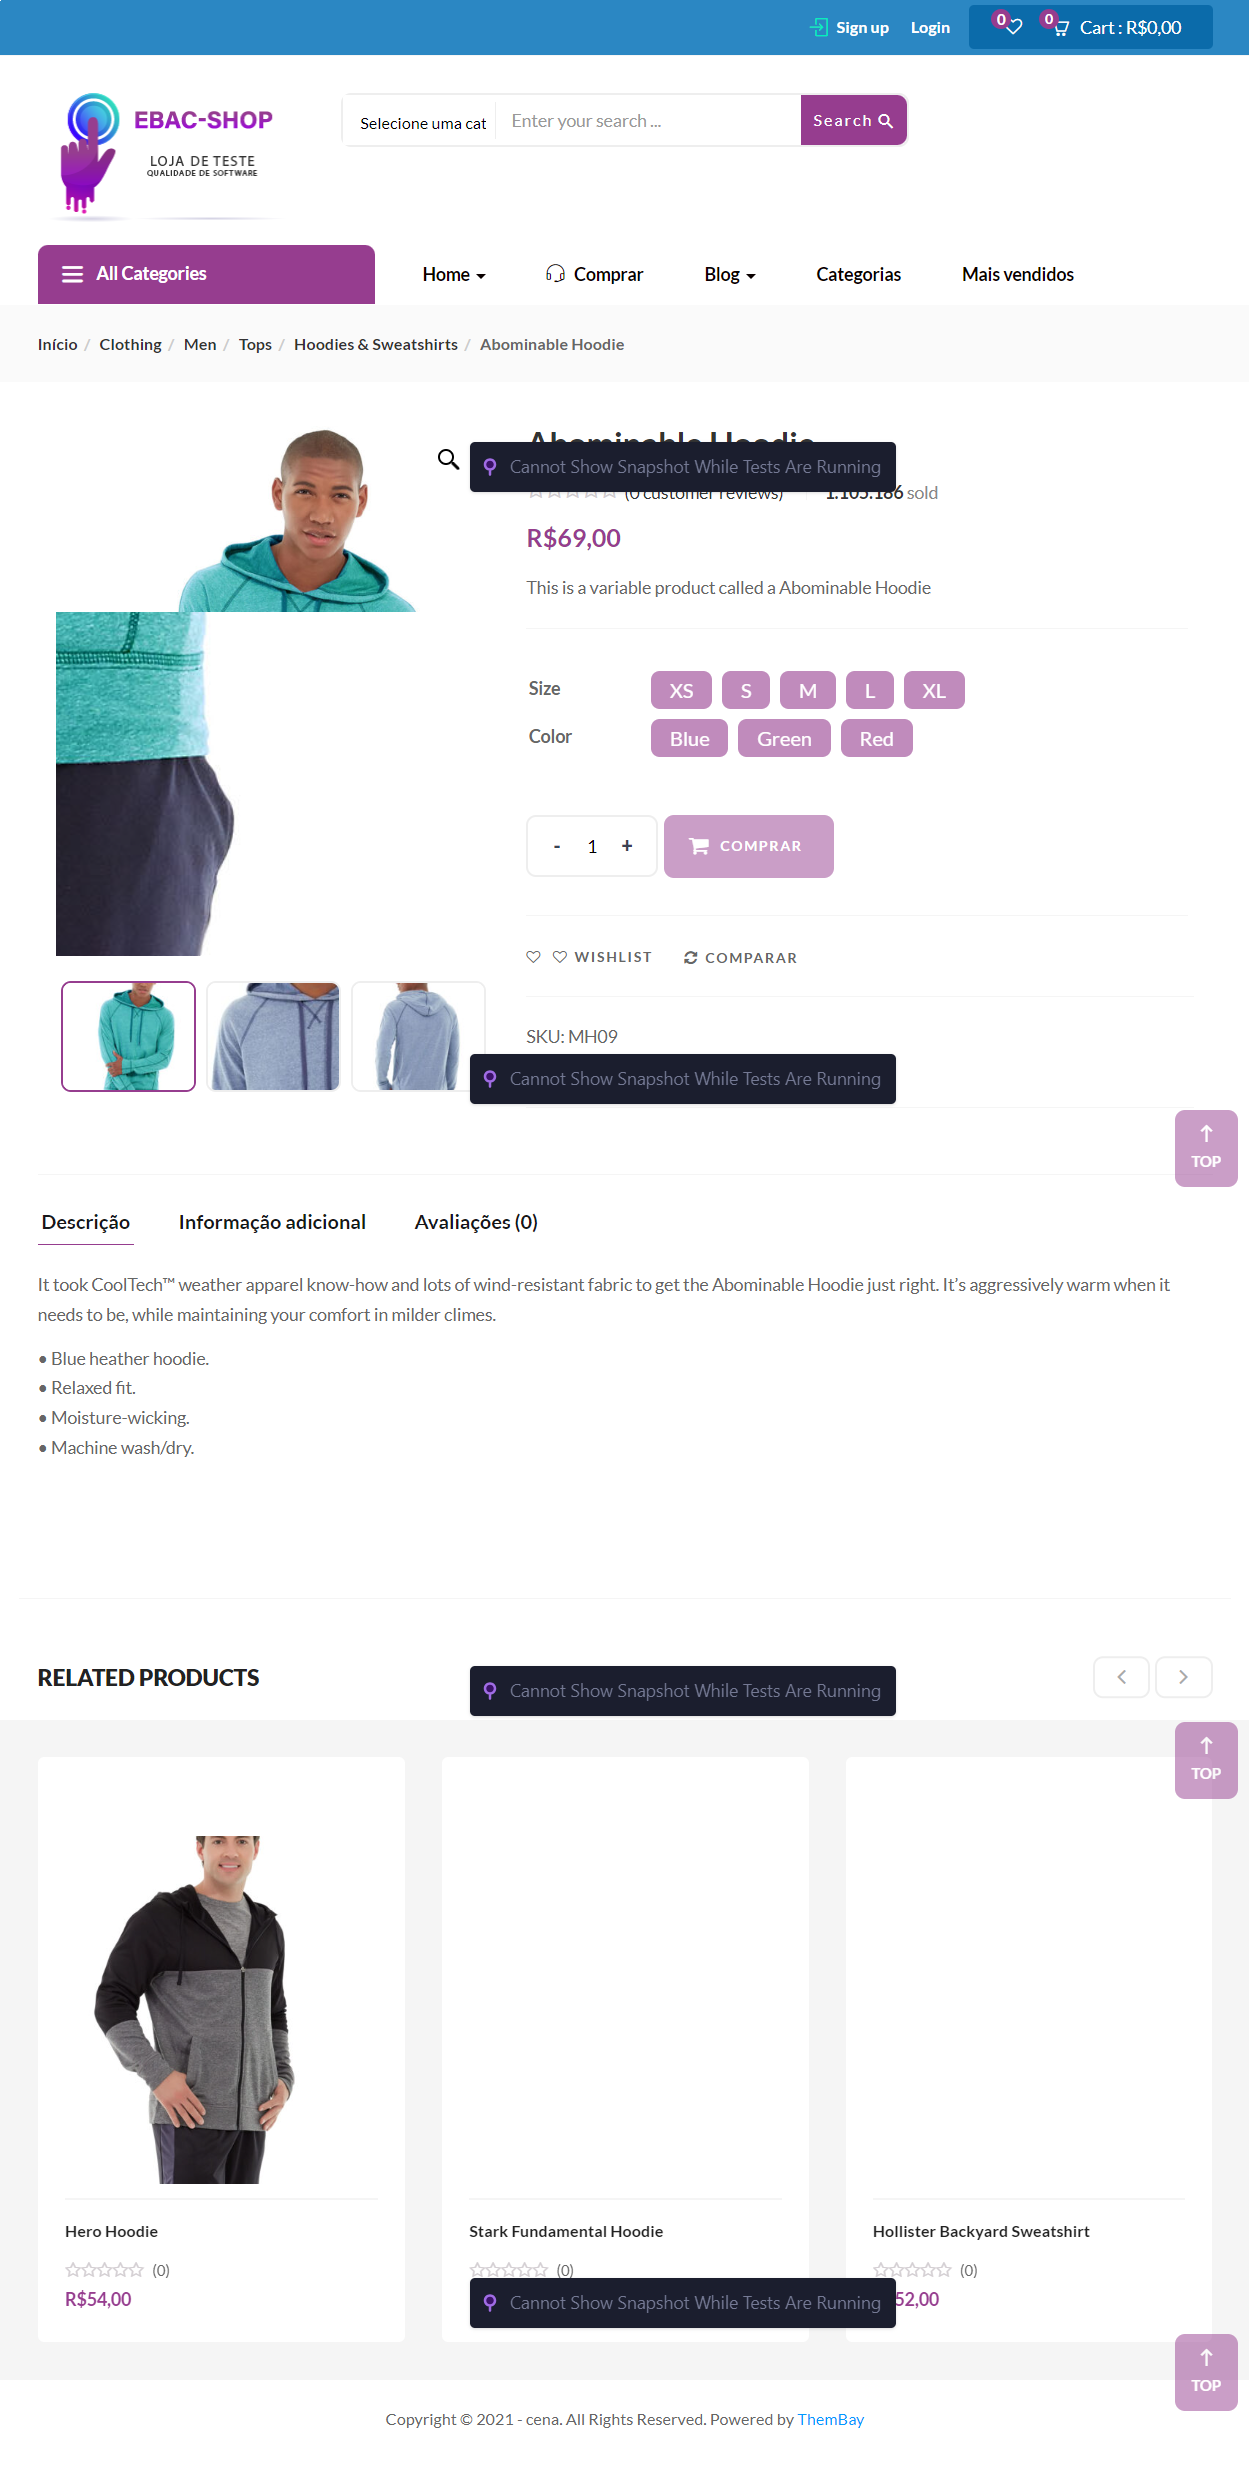 Sign up Login 0 0 Cart : R$0,00
EBAC-SHOP
LOJA DE TESTE
QUALIDADE DE SOFTWARE
Selecione uma cat Enter your search ... Search
All Categories Home Comprar Blog Categorias Mais vendidos
Início / Clothing / Men / Tops / Hoodies & Sweatshirts / Abominable Hoodie
Abominable Hoodie
Cannot Show Snapshot While Tests Are Running
(0 customer reviews) 1.105.186 sold
R$69,00
This is a variable product called a Abominable Hoodie
Size XS S M L XL
Color Blue Green Red
- 1 + COMPRAR
WISHLIST COMPARAR
SKU: MH09
Cannot Show Snapshot While Tests Are Running
TOP
Descrição Informação adicional Avaliações (0)
It took CoolTech™ weather apparel know-how and lots of wind-resistant fabric to get the Abominable Hoodie just right. It’s aggressively warm when it
needs to be, while maintaining your comfort in milder climes.
• Blue heather hoodie.
• Relaxed fit.
• Moisture-wicking.
• Machine wash/dry.
RELATED PRODUCTS
Cannot Show Snapshot While Tests Are Running
TOP
Hero Hoodie Stark Fundamental Hoodie Hollister Backyard Sweatshirt
(0) (0) (0)
R$54,00 52,00
Cannot Show Snapshot While Tests Are Running
TOP
Copyright © 2021 - cena. All Rights Reserved. Powered by ThemBay